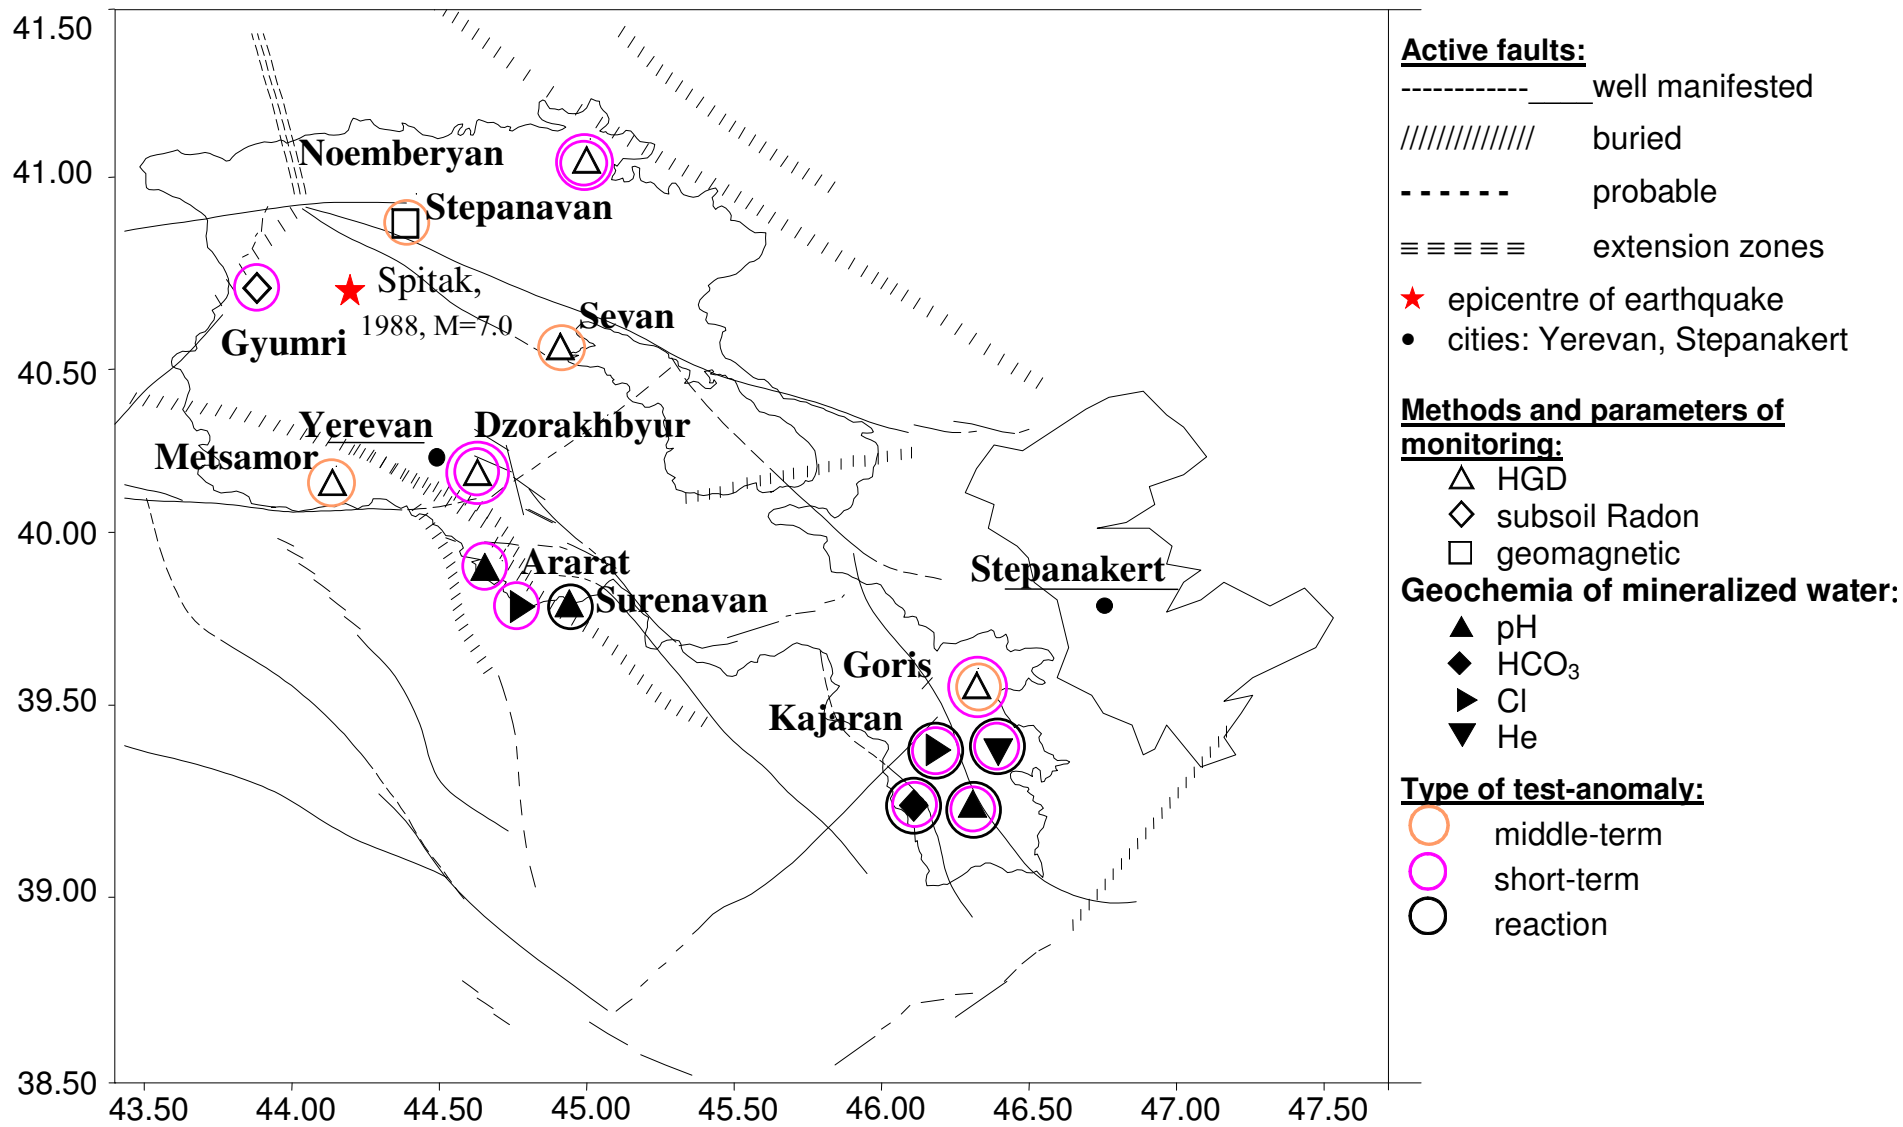 41.50
41.00
40.50
40.00
39.50
39.00
38.50
43.50
44.00
44.50
45.00
45.50
46.00
46.50
47.00
47.50
Noemberyan
Stepanavan
Spitak,
1988, M=7.0
Gyumri
Sevan
Yerevan
Dzorakhbyur
Metsamor
Ararat
Surenavan
Stepanakert
Goris
Kajaran
Active faults:
well manifested
buried
probable
extension zones
epicentre of earthquake
cities: Yerevan, Stepanakert
Methods and parameters of
monitoring:
HGD
subsoil Radon
geomagnetic
Geochemia of mineralized water:
pH
HCO₃
Cl
He
Type of test-anomaly:
middle-term
short-term
reaction